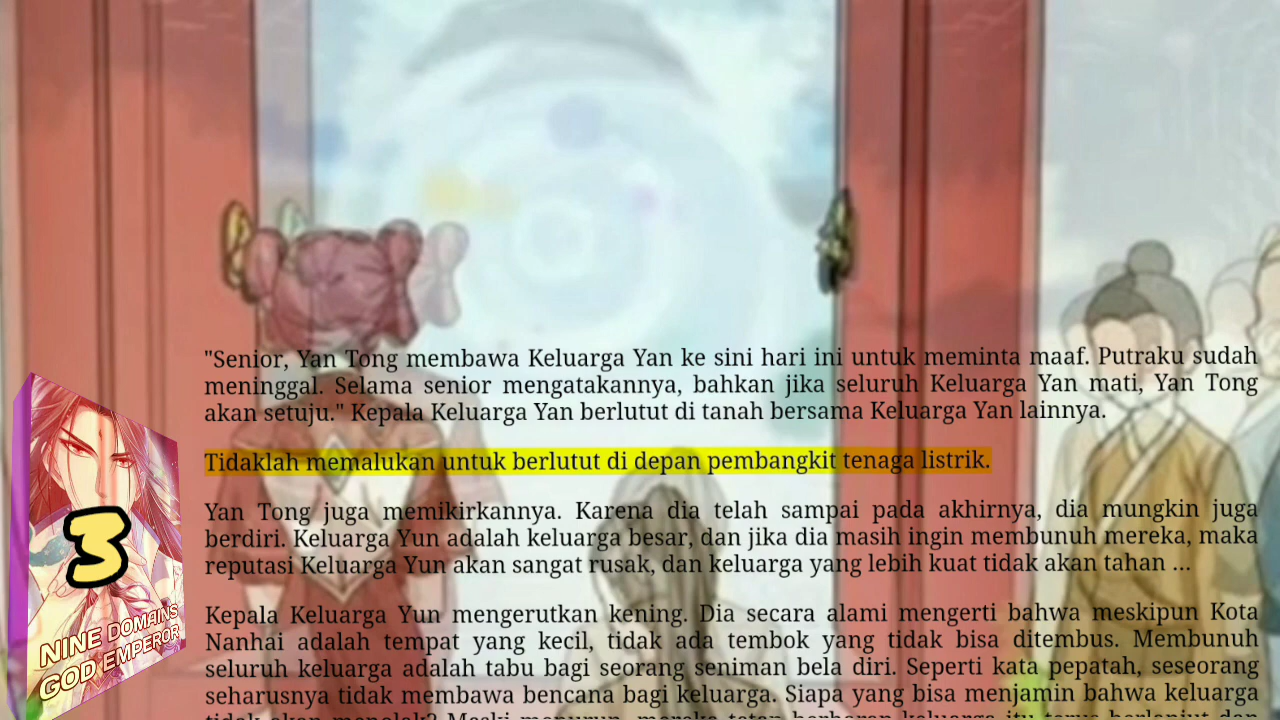 "Senior, Yan Tong membawa Keluarga Yan ke sini hari ini untuk meminta maaf. Putraku sudah
meninggal. Selama senior mengatakannya, bahkan jika seluruh Keluarga Yan mati, Yan Tong
akan setuju." Kepala Keluarga Yan berlutut di tanah bersama Keluarga Yan lainnya.
Tidaklah memalukan untuk berlutut di depan pembangkit tenaga listrik.
Yan Tong juga memikirkannya. Karena dia telah sampai pada akhirnya, dia mungkin juga
berdiri. Keluarga Yun adalah keluarga besar, dan jika dia masih ingin membunuh mereka, maka
reputasi Keluarga Yun akan sangat rusak, dan keluarga yang lebih kuat tidak akan tahan ...
Kepala Keluarga Yun mengerutkan kening. Dia secara alami mengerti bahwa meskipun Kota
Nanhai adalah tempat yang kecil, tidak ada tembok yang tidak bisa ditembus. Membunuh
seluruh keluarga adalah tabu bagi seorang seniman bela diri. Seperti kata pepatah, seseorang
seharusnya tidak membawa bencana bagi keluarga. Siapa yang bisa menjamin bahwa keluarga
3
NINE DOMAINS
GOD EMPEROR